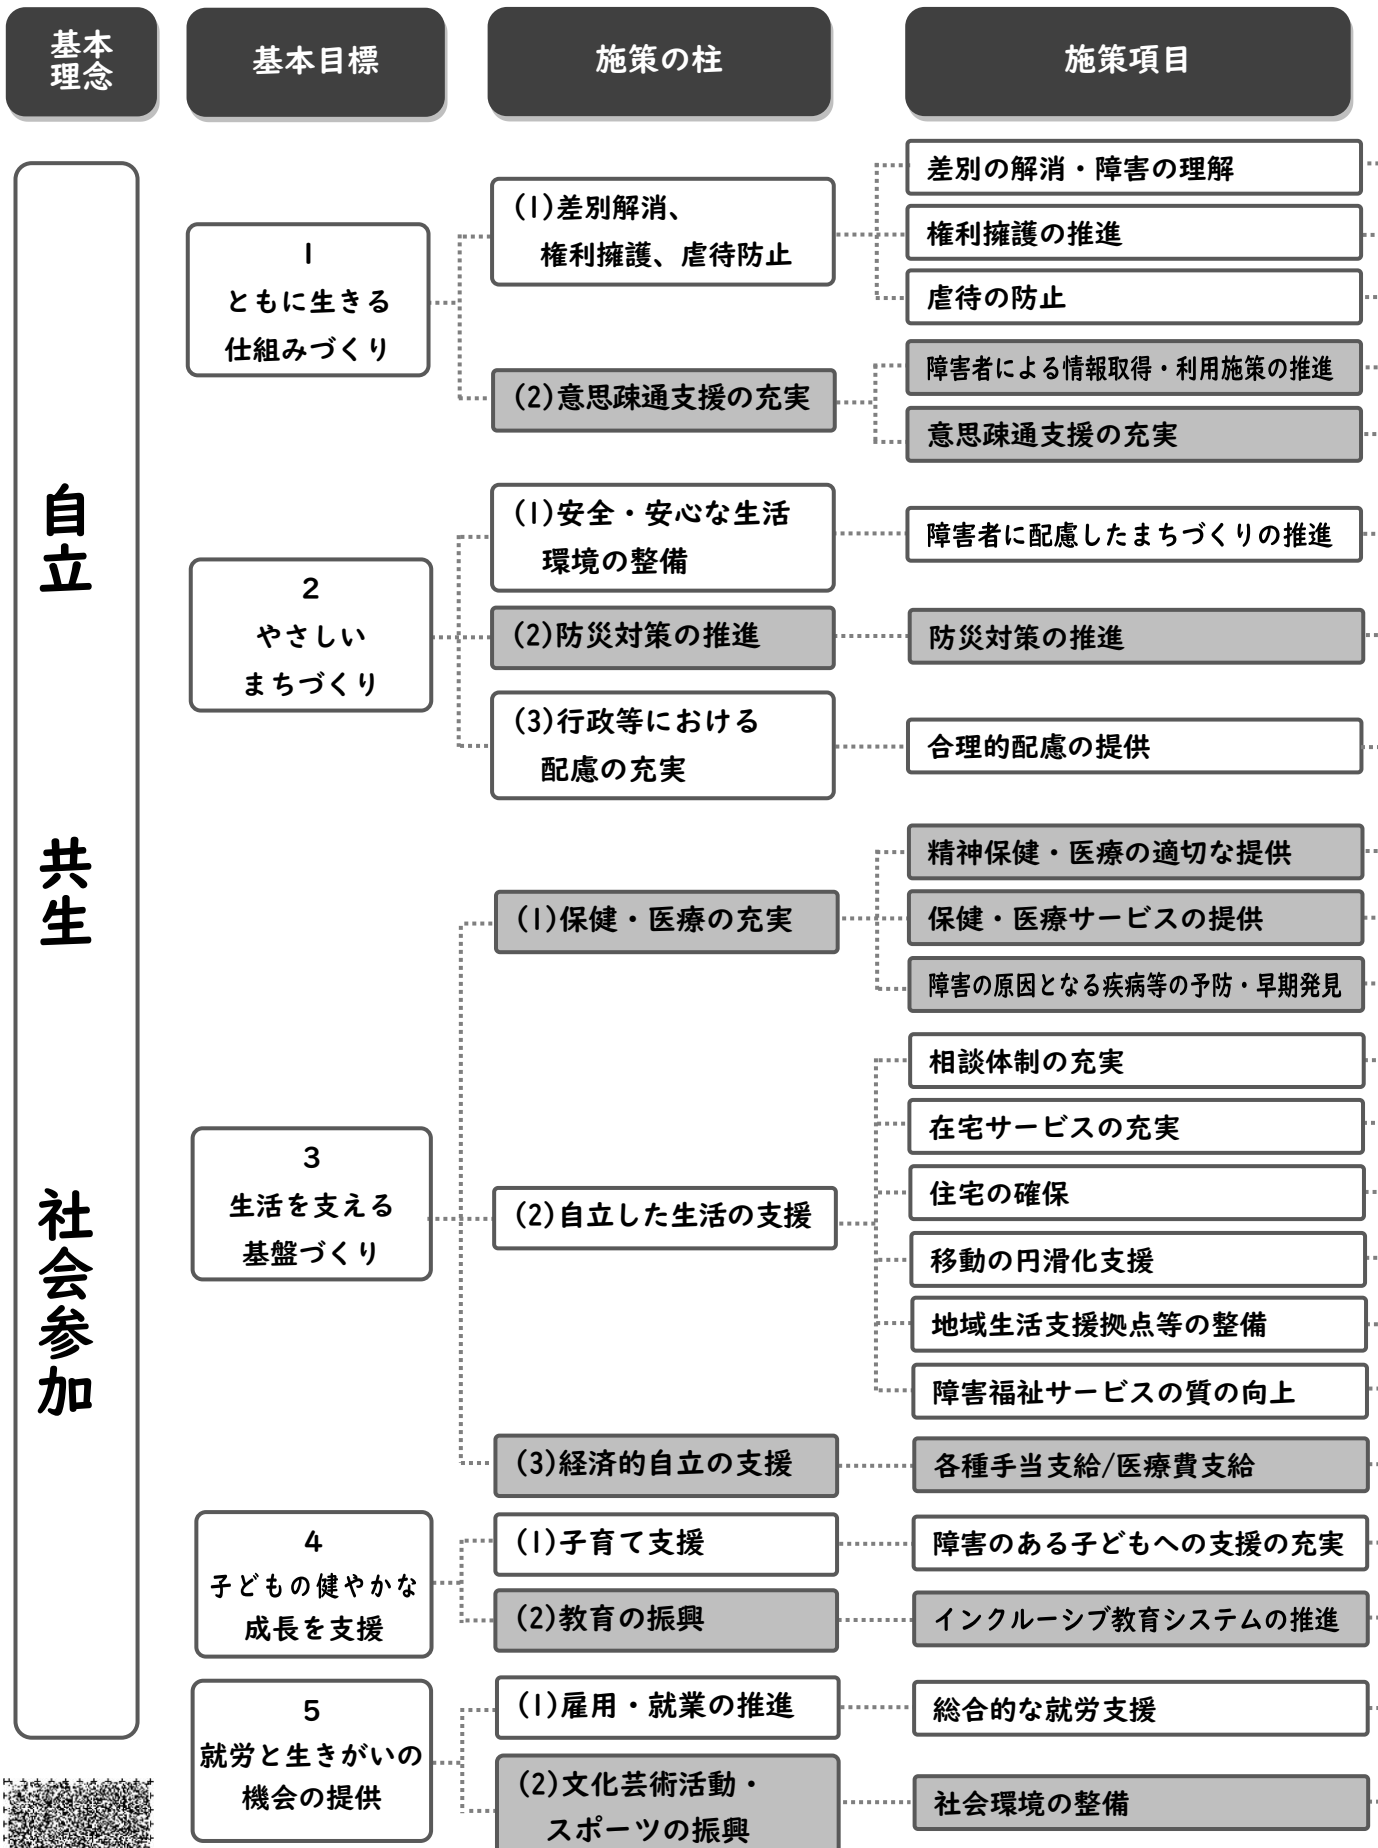 基本
理念
基本目標
施策の柱
施策項目
自立
共生
社会参加
1
ともに生きる
仕組みづくり
(1)差別解消、
権利擁護、虐待防止
差別の解消・障害の理解
権利擁護の推進
虐待の防止
(2)意思疎通支援の充実
障害者による情報取得・利用施策の推進
意思疎通支援の充実
2
やさしい
まちづくり
(1)安全・安心な生活
環境の整備
障害者に配慮したまちづくりの推進
(2)防災対策の推進
防災対策の推進
(3)行政等における
配慮の充実
合理的配慮の提供
3
生活を支える
基盤づくり
(1)保健・医療の充実
精神保健・医療の適切な提供
保健・医療サービスの提供
障害の原因となる疾病等の予防・早期発見
(2)自立した生活の支援
相談体制の充実
在宅サービスの充実
住宅の確保
移動の円滑化支援
地域生活支援拠点等の整備
障害福祉サービスの質の向上
(3)経済的自立の支援
各種手当支給/医療費支給
4
子どもの健やかな
成長を支援
(1)子育て支援
障害のある子どもへの支援の充実
(2)教育の振興
インクルーシブ教育システムの推進
5
就労と生きがいの
機会の提供
(1)雇用・就業の推進
総合的な就労支援
(2)文化芸術活動・
スポーツの振興
社会環境の整備